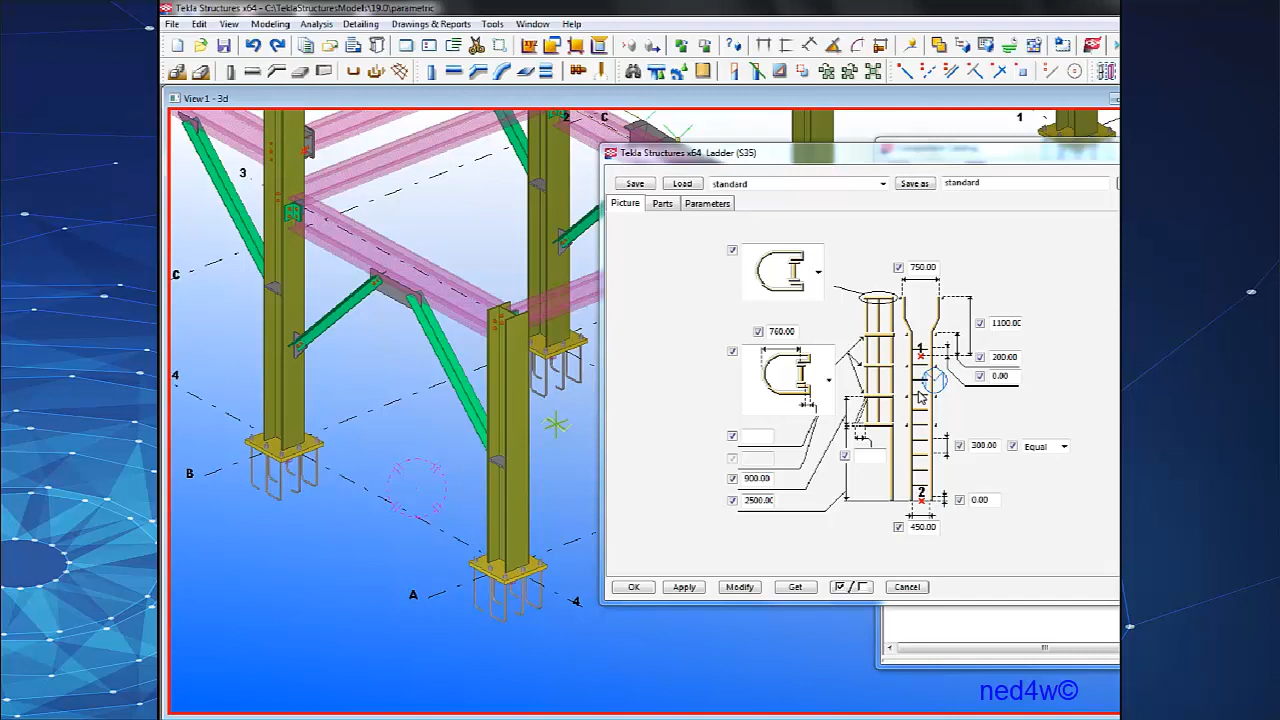 Tekla Structures x64 - C:\TeklaStructuresModels\19.0\parametric
File Edit View Modeling Analysis Detailing Drawings & Reports Tools Window Help
View 1 - 3d
2 C 1
Tekla Structures x64 Ladder (S35)
3
Save Load standard Save as standard
Picture Parts Parameters
C
750.00
760.00
1100.00
1
200.00
4
0.00
300.00 Equal
B
900.00
2
2500.00
0.00
450.00
A
4
OK Apply Modify Get / Cancel
ned4w©